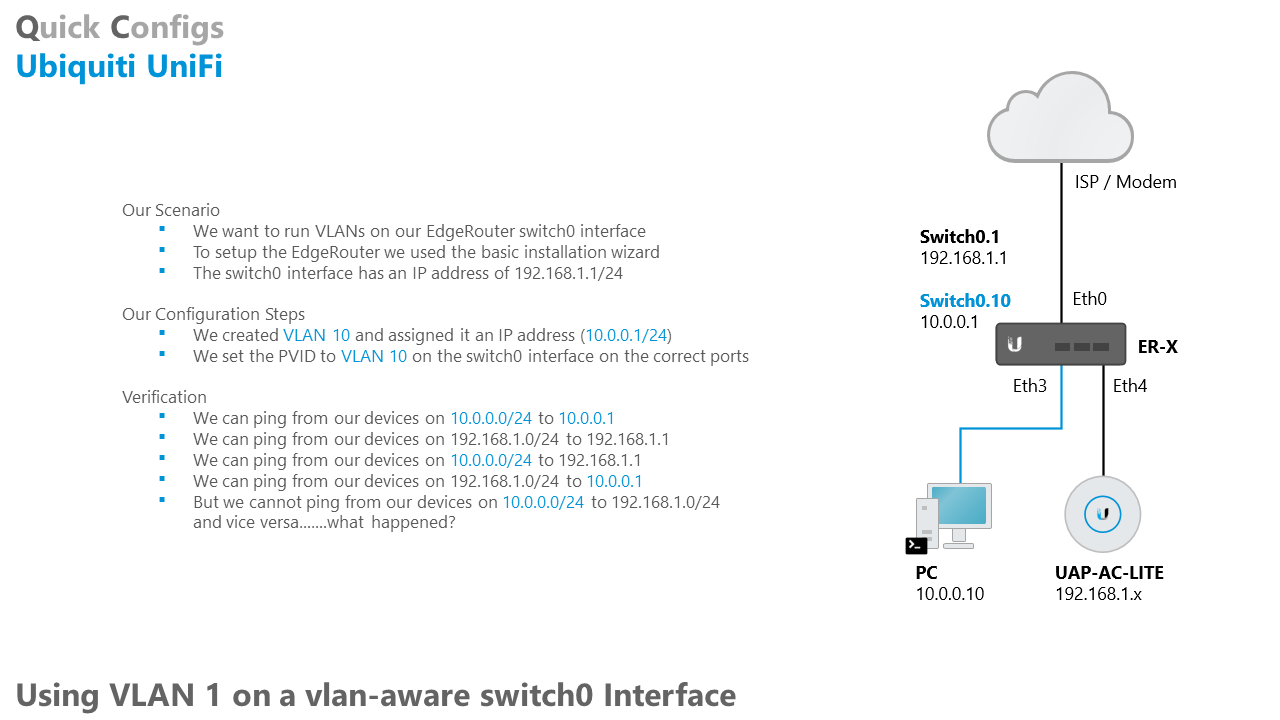 Quick Configs
Ubiquiti UniFi
Our Scenario
▪ We want to run VLANs on our EdgeRouter switch0 interface
▪ To setup the EdgeRouter we used the basic installation wizard
▪ The switch0 interface has an IP address of 192.168.1.1/24
Our Configuration Steps
▪ We created VLAN 10 and assigned it an IP address (10.0.0.1/24)
▪ We set the PVID to VLAN 10 on the switch0 interface on the correct ports
Verification
▪ We can ping from our devices on 10.0.0.0/24 to 10.0.0.1
▪ We can ping from our devices on 192.168.1.0/24 to 192.168.1.1
▪ We can ping from our devices on 10.0.0.0/24 to 192.168.1.1
▪ We can ping from our devices on 192.168.1.0/24 to 10.0.0.1
▪ But we cannot ping from our devices on 10.0.0.0/24 to 192.168.1.0/24
and vice versa.......what happened?
ISP / Modem
Switch0.1
192.168.1.1
Switch0.10
10.0.0.1
Eth0
ER-X
Eth3
Eth4
PC
10.0.0.10
UAP-AC-LITE
192.168.1.x
Using VLAN 1 on a vlan-aware switch0 Interface